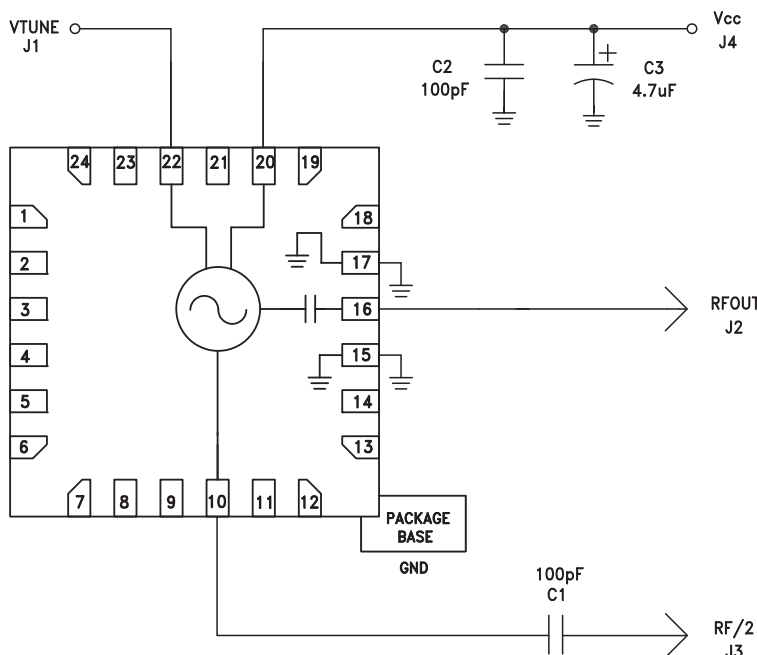 VTUNE
J1
Vcc
J4
C2
100pF
C3
4.7uF
24 23 22 21 20 19
1
2
3
4
5
6
18
17
16
15
14
13
RFOUT
J2
7 8 9 10 11 12
PACKAGE
BASE
GND
100pF
C1
RF/2
J3